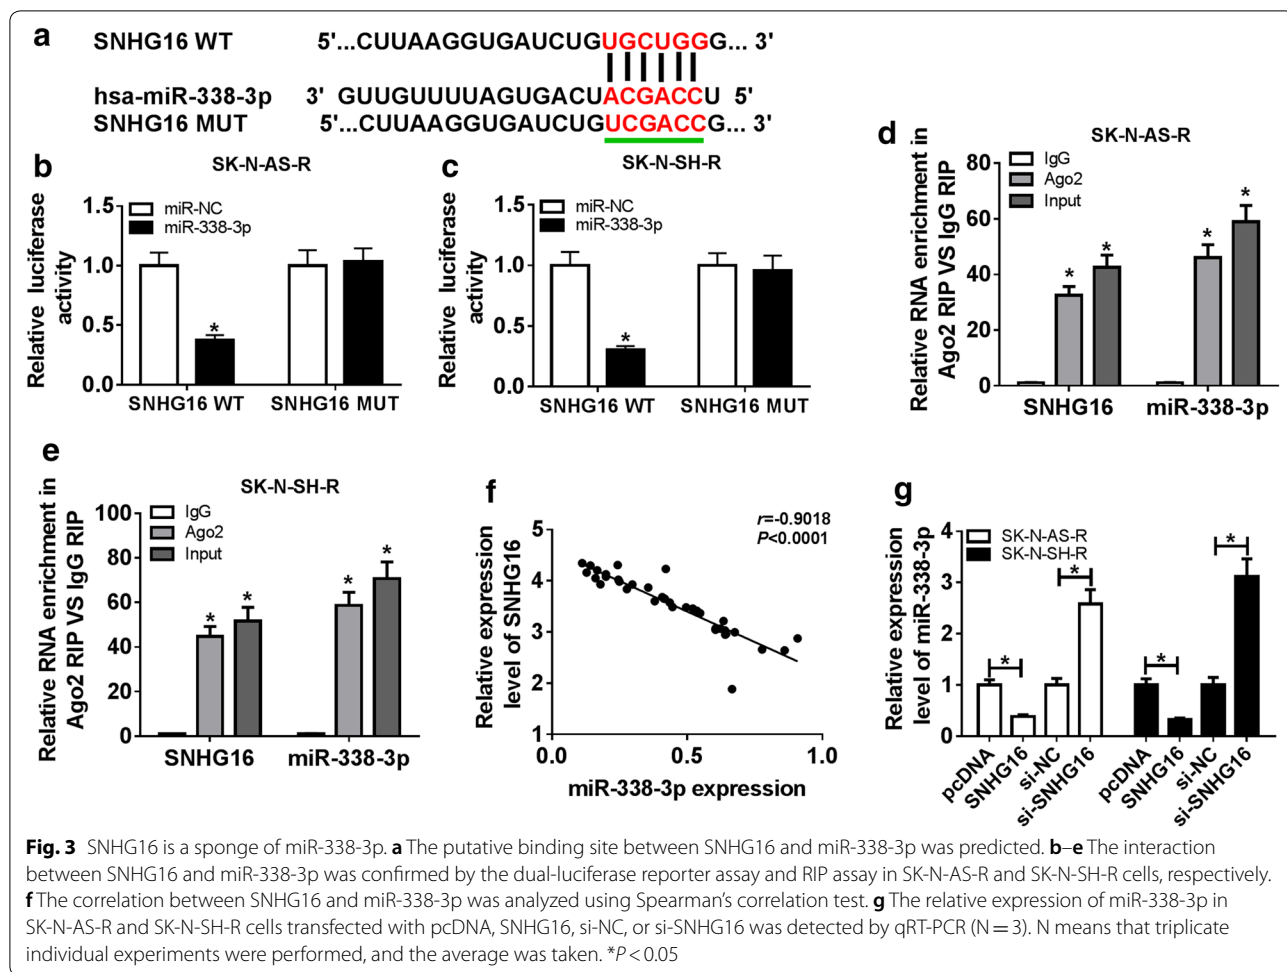 a
SNHG16 WT 5'...CUUAAGGUGAUCUGUGCUGGG... 3'
hsa-miR-338-3p 3' GUUGUUUUAGUGACUACGACCU 5'
SNHG16 MUT 5'...CUUAAGGUGAUCUGUCGACCG... 3'
b
SK-N-AS-R
Relative luciferase
activity
1.5
1.0
0.5
0.0
miR-NC
miR-338-3p
*
SNHG16 WT SNHG16 MUT
c
SK-N-SH-R
Relative luciferase
activity
1.5
1.0
0.5
0.0
miR-NC
miR-338-3p
*
SNHG16 WT SNHG16 MUT
d
SK-N-AS-R
Relative RNA enrichment in
Ago2 RIP VS IgG RIP
80
60
40
20
0
IgG
Ago2
Input
* * * *
SNHG16 miR-338-3p
e
SK-N-SH-R
Relative RNA enrichment in
Ago2 RIP VS IgG RIP
100
80
60
40
20
0
IgG
Ago2
Input
* * * *
SNHG16 miR-338-3p
f
Relative expression
level of SNHG16
5
4
3
2
1
r=-0.9018
P<0.0001
0.0 0.5 1.0
miR-338-3p expression
g
Relative expression
level of miR-338-3p
4
3
2
1
0
SK-N-AS-R
SK-N-SH-R
* * * *
pcDNA SNHG16 si-NC si-SNHG16 pcDNA SNHG16 si-NC si-SNHG16
Fig. 3 SNHG16 is a sponge of miR-338-3p. a The putative binding site between SNHG16 and miR-338-3p was predicted. b–e The interaction
between SNHG16 and miR-338-3p was confirmed by the dual-luciferase reporter assay and RIP assay in SK-N-AS-R and SK-N-SH-R cells, respectively.
f The correlation between SNHG16 and miR-338-3p was analyzed using Spearman's correlation test. g The relative expression of miR-338-3p in
SK-N-AS-R and SK-N-SH-R cells transfected with pcDNA, SNHG16, si-NC, or si-SNHG16 was detected by qRT-PCR (N = 3). N means that triplicate
individual experiments were performed, and the average was taken. *P < 0.05